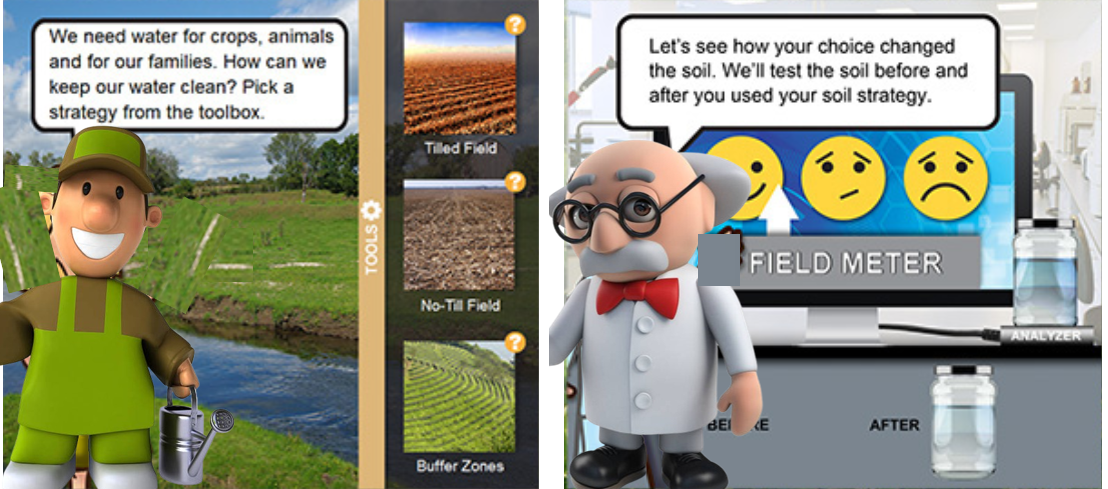 We need water for crops, animals
and for our families. How can we
keep our water clean? Pick a
strategy from the toolbox.
?
Tilled Field
?
No-Till Field
?
Buffer Zones
TOOLS
Let's see how your choice changed
the soil. We'll test the soil before and
after you used your soil strategy.
FIELD METER
ANALYZER
BEFORE
AFTER